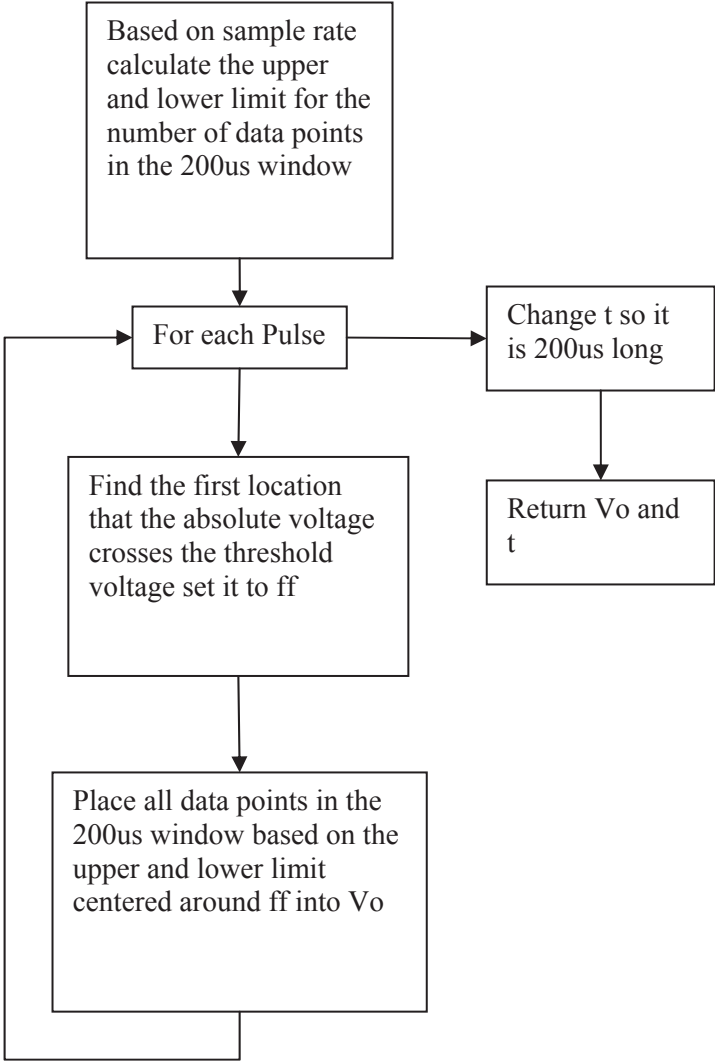 Based on sample rate
calculate the upper
and lower limit for the
number of data points
in the 200us window
For each Pulse
Change t so it
is 200us long
Find the first location
that the absolute voltage
crosses the threshold
voltage set it to ff
Return Vo and
t
Place all data points in the
200us window based on the
upper and lower limit
centered around ff into Vo